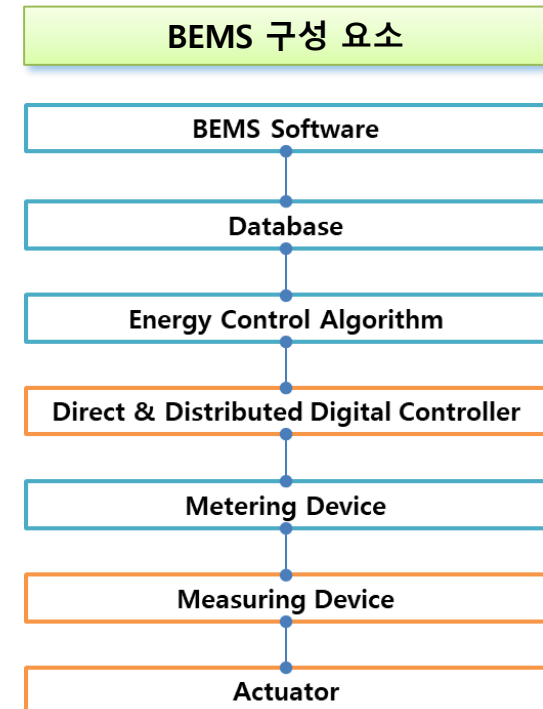 BEMS 구성 요소
BEMS Software
Database
Energy Control Algorithm
Direct & Distributed Digital Controller
Metering Device
Measuring Device
Actuator